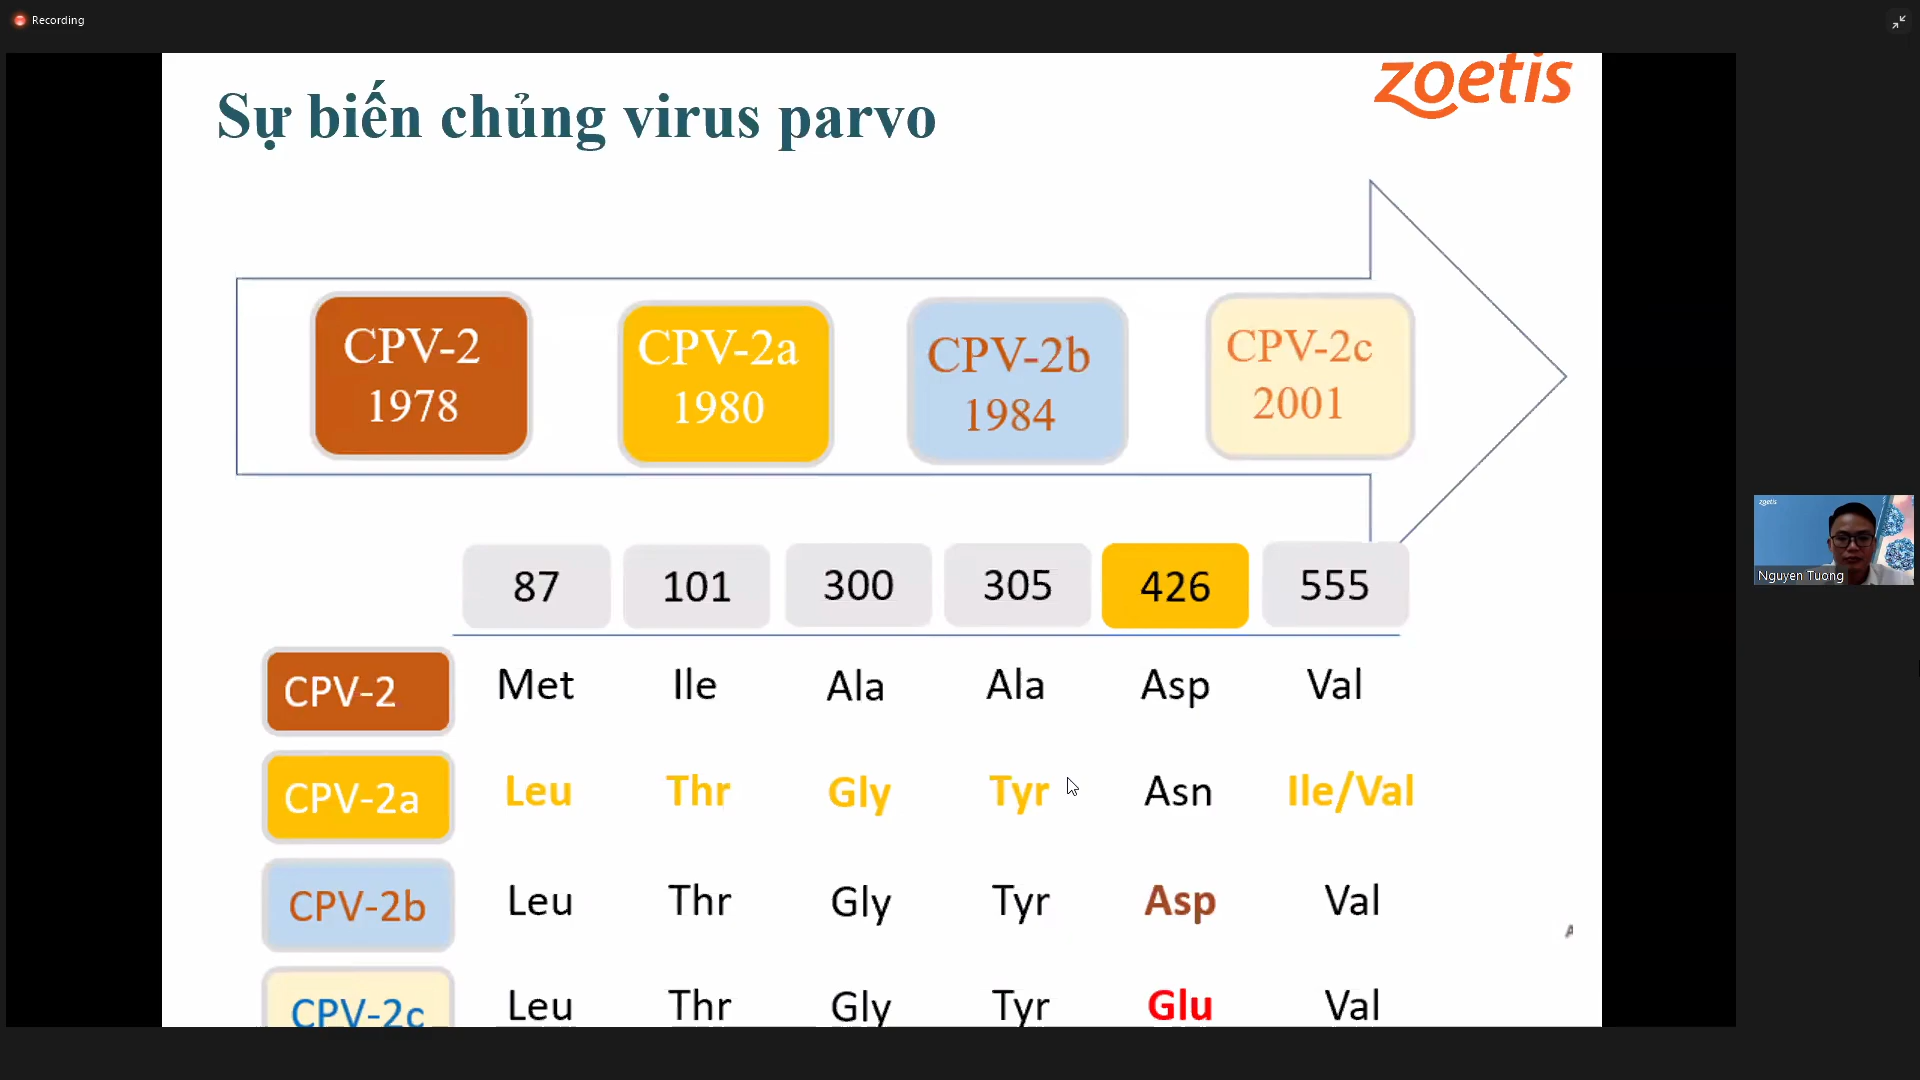 Recording
zoetis
Sự biến chủng virus parvo
CPV-2
1978
CPV-2a
1980
CPV-2b
1984
CPV-2c
2001
87 101 300 305 426 555
CPV-2 Met Ile Ala Ala Asp Val
CPV-2a Leu Thr Gly Tyr Asn Ile/Val
CPV-2b Leu Thr Gly Tyr Asp Val
CPV-2c Leu Thr Gly Tyr Glu Val
A
zoetis
Nguyen Tuong